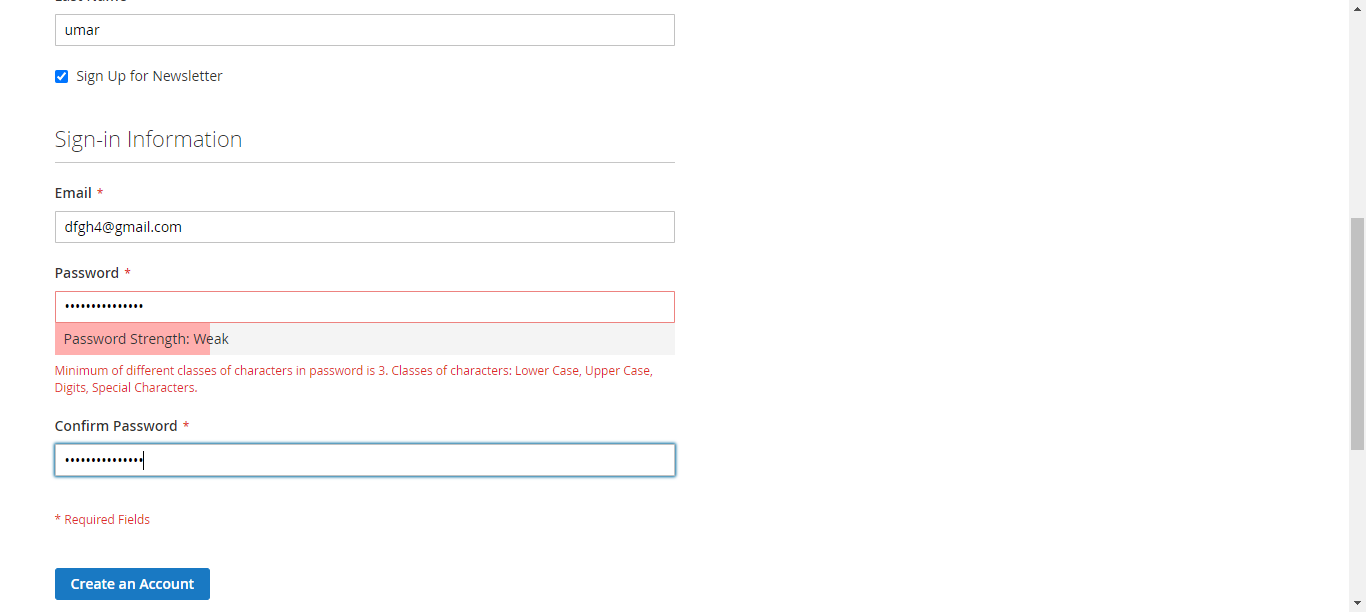 umar
Sign Up for Newsletter
Sign-in Information
Email *
dfgh4@gmail.com
Password *
•••••••••••••••
Password Strength: Weak
Minimum of different classes of characters in password is 3. Classes of characters: Lower Case, Upper Case,
Digits, Special Characters.
Confirm Password *
•••••••••••••••
* Required Fields
Create an Account